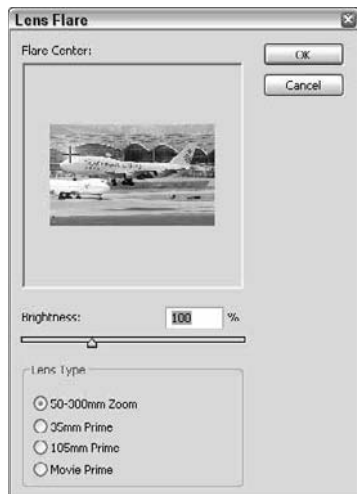 Lens Flare
Flare Center:
OK
Cancel
Brightness:
100
%
Lens Type
50-300mm Zoom
35mm Prime
105mm Prime
Movie Prime